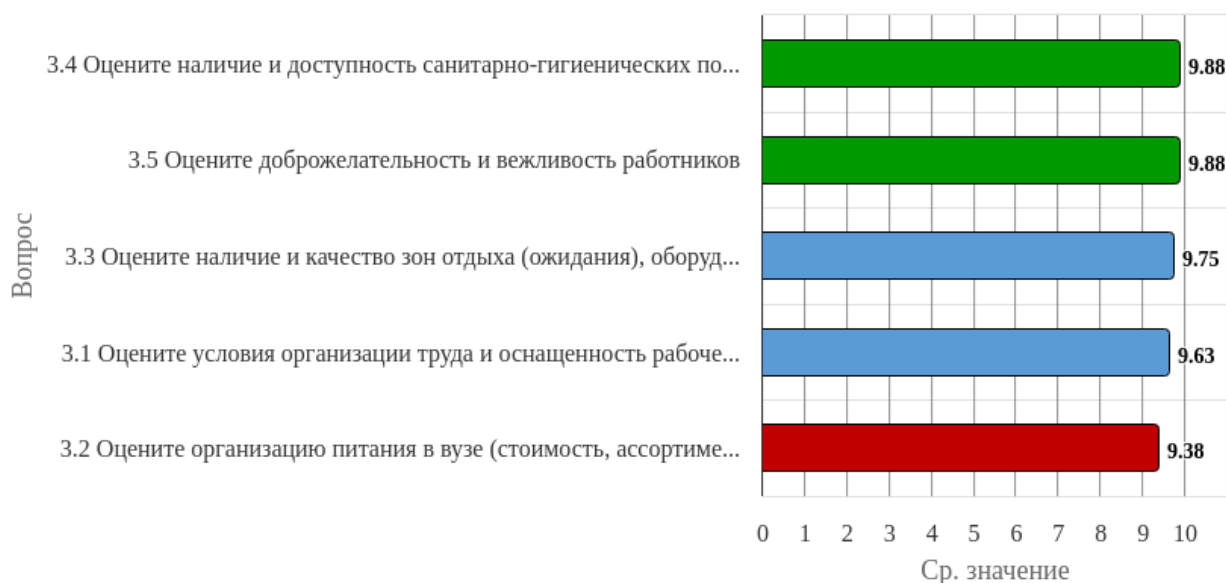 3.4 Оцените наличие и доступность санитарно-гигиенических по...
9.88
3.5 Оцените доброжелательность и вежливость работников
9.88
3.3 Оцените наличие и качество зон отдыха (ожидания), оборуд...
9.75
3.1 Оцените условия организации труда и оснащенность рабоче...
9.63
3.2 Оцените организацию питания в вузе (стоимость, ассортиме...
9.38
Вопрос
0 1 2 3 4 5 6 7 8 9 10
Ср. значение